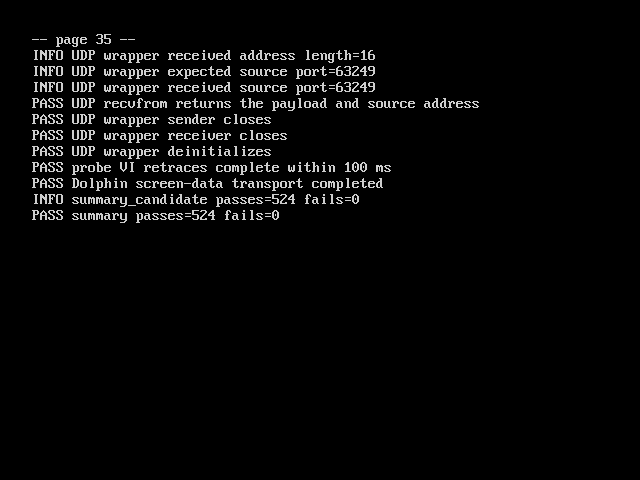 -- page 35 --
INFO UDP wrapper received address length=16
INFO UDP wrapper expected source port=63249
INFO UDP wrapper received source port=63249
PASS UDP recvfrom returns the payload and source address
PASS UDP wrapper sender closes
PASS UDP wrapper receiver closes
PASS UDP wrapper deinitializes
PASS probe VI retraces complete within 100 ms
PASS Dolphin screen-data transport completed
INFO summary_candidate passes=524 fails=0
PASS summary passes=524 fails=0